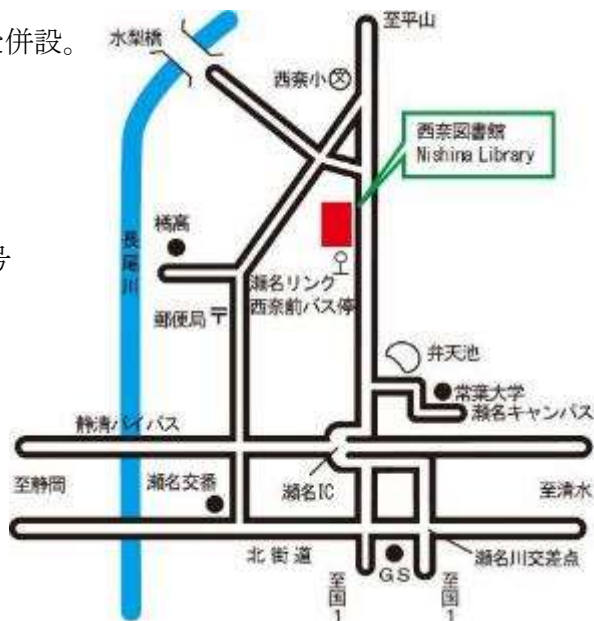 併設。
水梨橋
至平山
西奈小
文
西奈図書館
Nishina Library
橘高
号
長尾川
瀬名リンク
西奈前バス停
郵便局
〒
弁天池
常葉大学
瀬名キャンパス
静清バイパス
至静岡
瀬名交番
瀬名IC
至清水
北街道
GS
瀬名川交差点
至国1
至国1